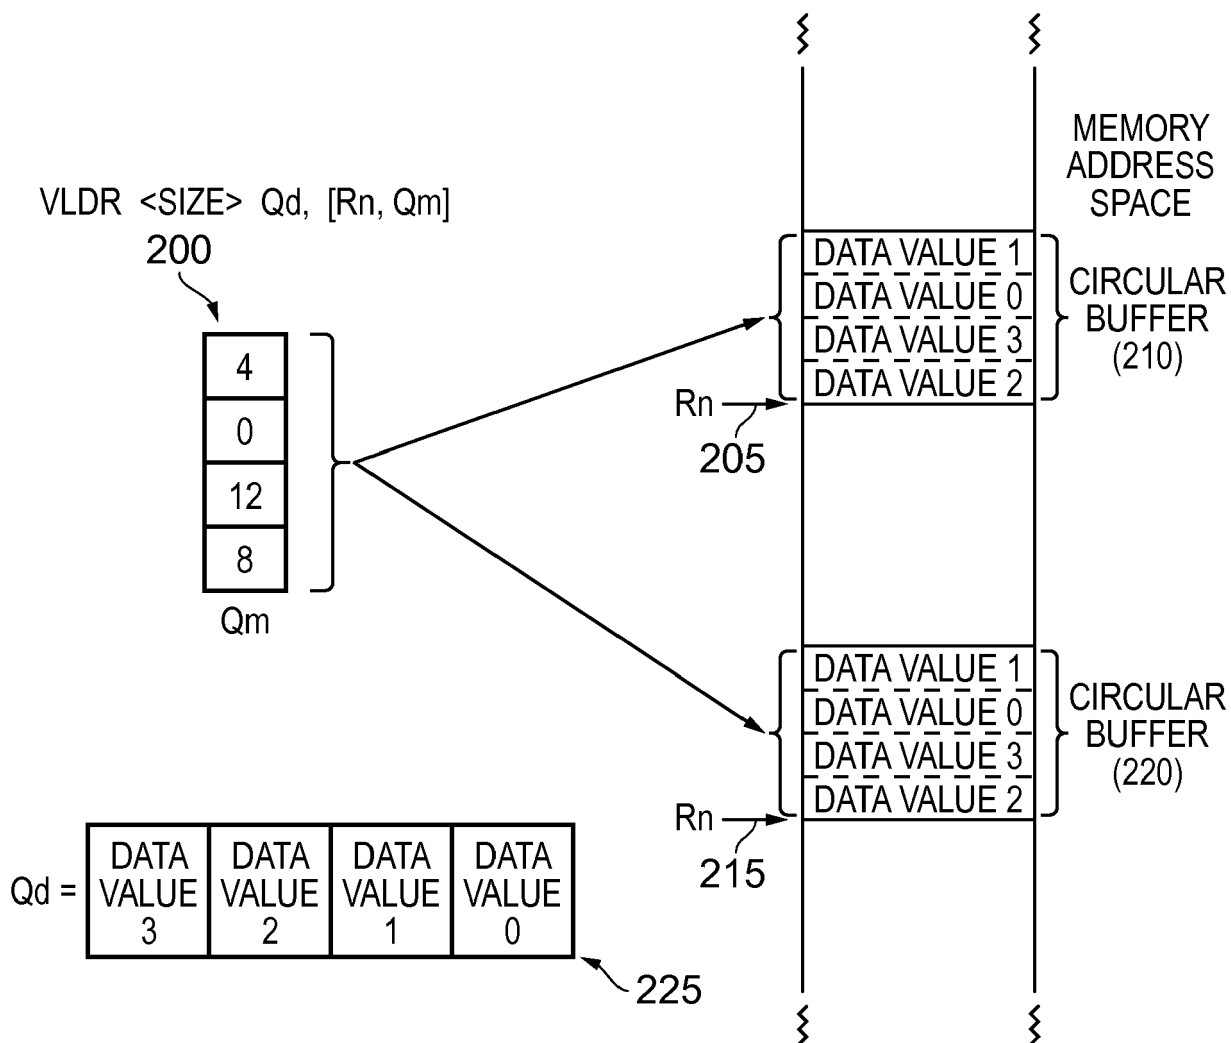 VLDR <SIZE> Qd, [Rn, Qm]
200
4
0
12
8
Qm
MEMORY
ADDRESS
SPACE
DATA VALUE 1
DATA VALUE 0
DATA VALUE 3
DATA VALUE 2
CIRCULAR
BUFFER
(210)
Rn
205
DATA VALUE 1
DATA VALUE 0
DATA VALUE 3
DATA VALUE 2
CIRCULAR
BUFFER
(220)
Rn
215
Qd =
DATA
VALUE
3
DATA
VALUE
2
DATA
VALUE
1
DATA
VALUE
0
225